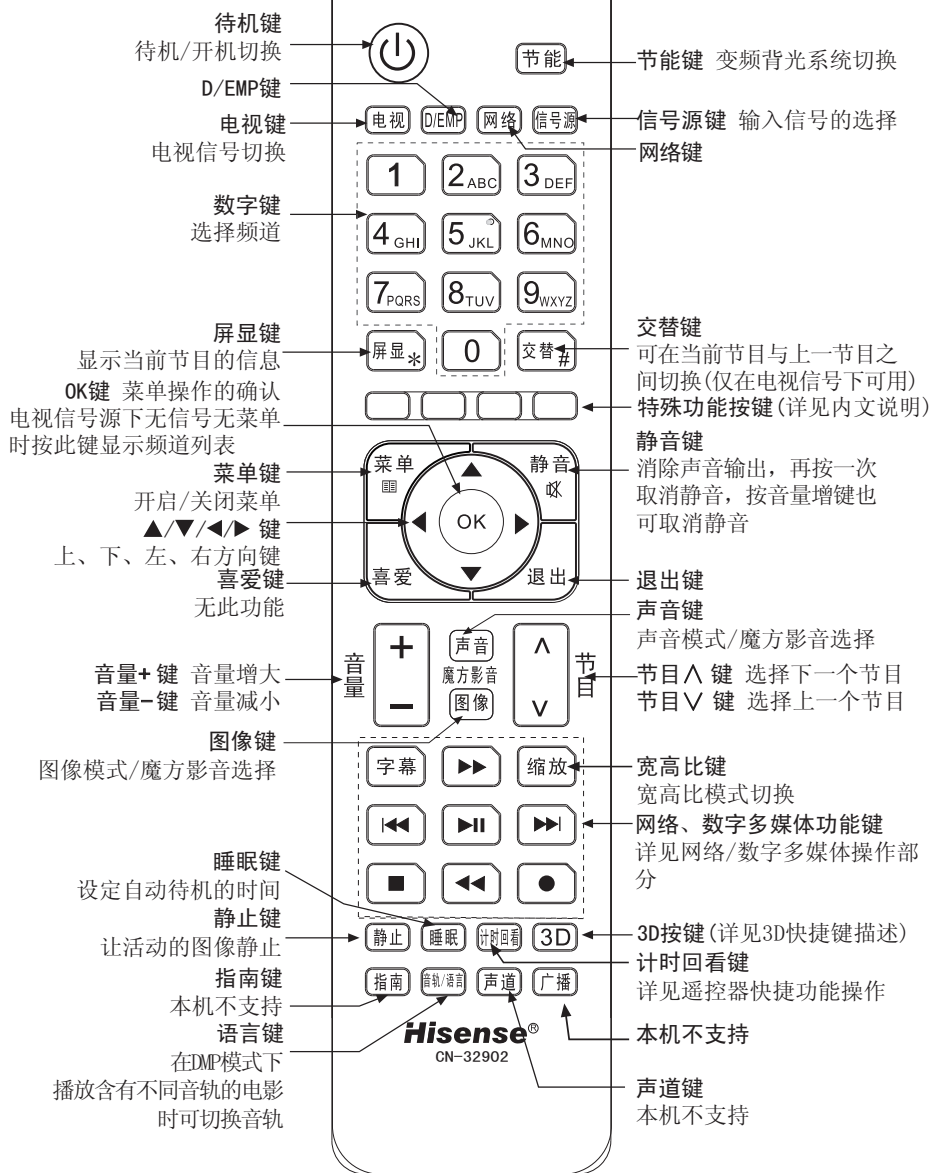 待机键
待机/开机切换
D/EMP键
电视键
电视信号切换
数字键
选择频道
屏显键
显示当前节目的信息
OK键 菜单操作的确认
电视信号源下无信号无菜单
时按此键显示频道列表
菜单键
开启/关闭菜单
▲/▼/◀/▶ 键
上、下、左、右方向键
喜爱键
无此功能
音量+ 键 音量增大
音量- 键 音量减小
图像键
图像模式/魔方影音选择
睡眠键
设定自动待机的时间
静止键
让活动的图像静止
指南键
本机不支持
语言键
在DMP模式下
播放含有不同音轨的电影
时可切换音轨
节能
电视 D/EMP 网络 信号源
1 2 ABC 3 DEF
4 GHI 5 JKL 6 MNO
7 PQRS 8 TUV 9 WXYZ
屏显 * 0 交替 #
菜单 静音
OK
喜爱 退出
音量 + - 声音 ∧ ∨ 节目
魔方影音
图像
字幕 ▶▶ 缩放
静止 睡眠 计时回看 3D
指南 音轨/语言 声道 广播
Hisense®
CN-32902
节能键 变频背光系统切换
信号源键 输入信号的选择
网络键
交替键
可在当前节目与上一节目之
间切换(仅在电视信号下可用)
特殊功能按键(详见内文说明)
静音键
消除声音输出，再按一次
取消静音，按音量增键也
可取消静音
退出键
声音键
声音模式/魔方影音选择
节目∧ 键 选择下一个节目
节目∨ 键 选择上一个节目
宽高比键
宽高比模式切换
网络、数字多媒体功能键
详见网络/数字多媒体操作部
分
3D按键(详见3D快捷键描述)
计时回看键
详见遥控器快捷功能操作
本机不支持
声道键
本机不支持